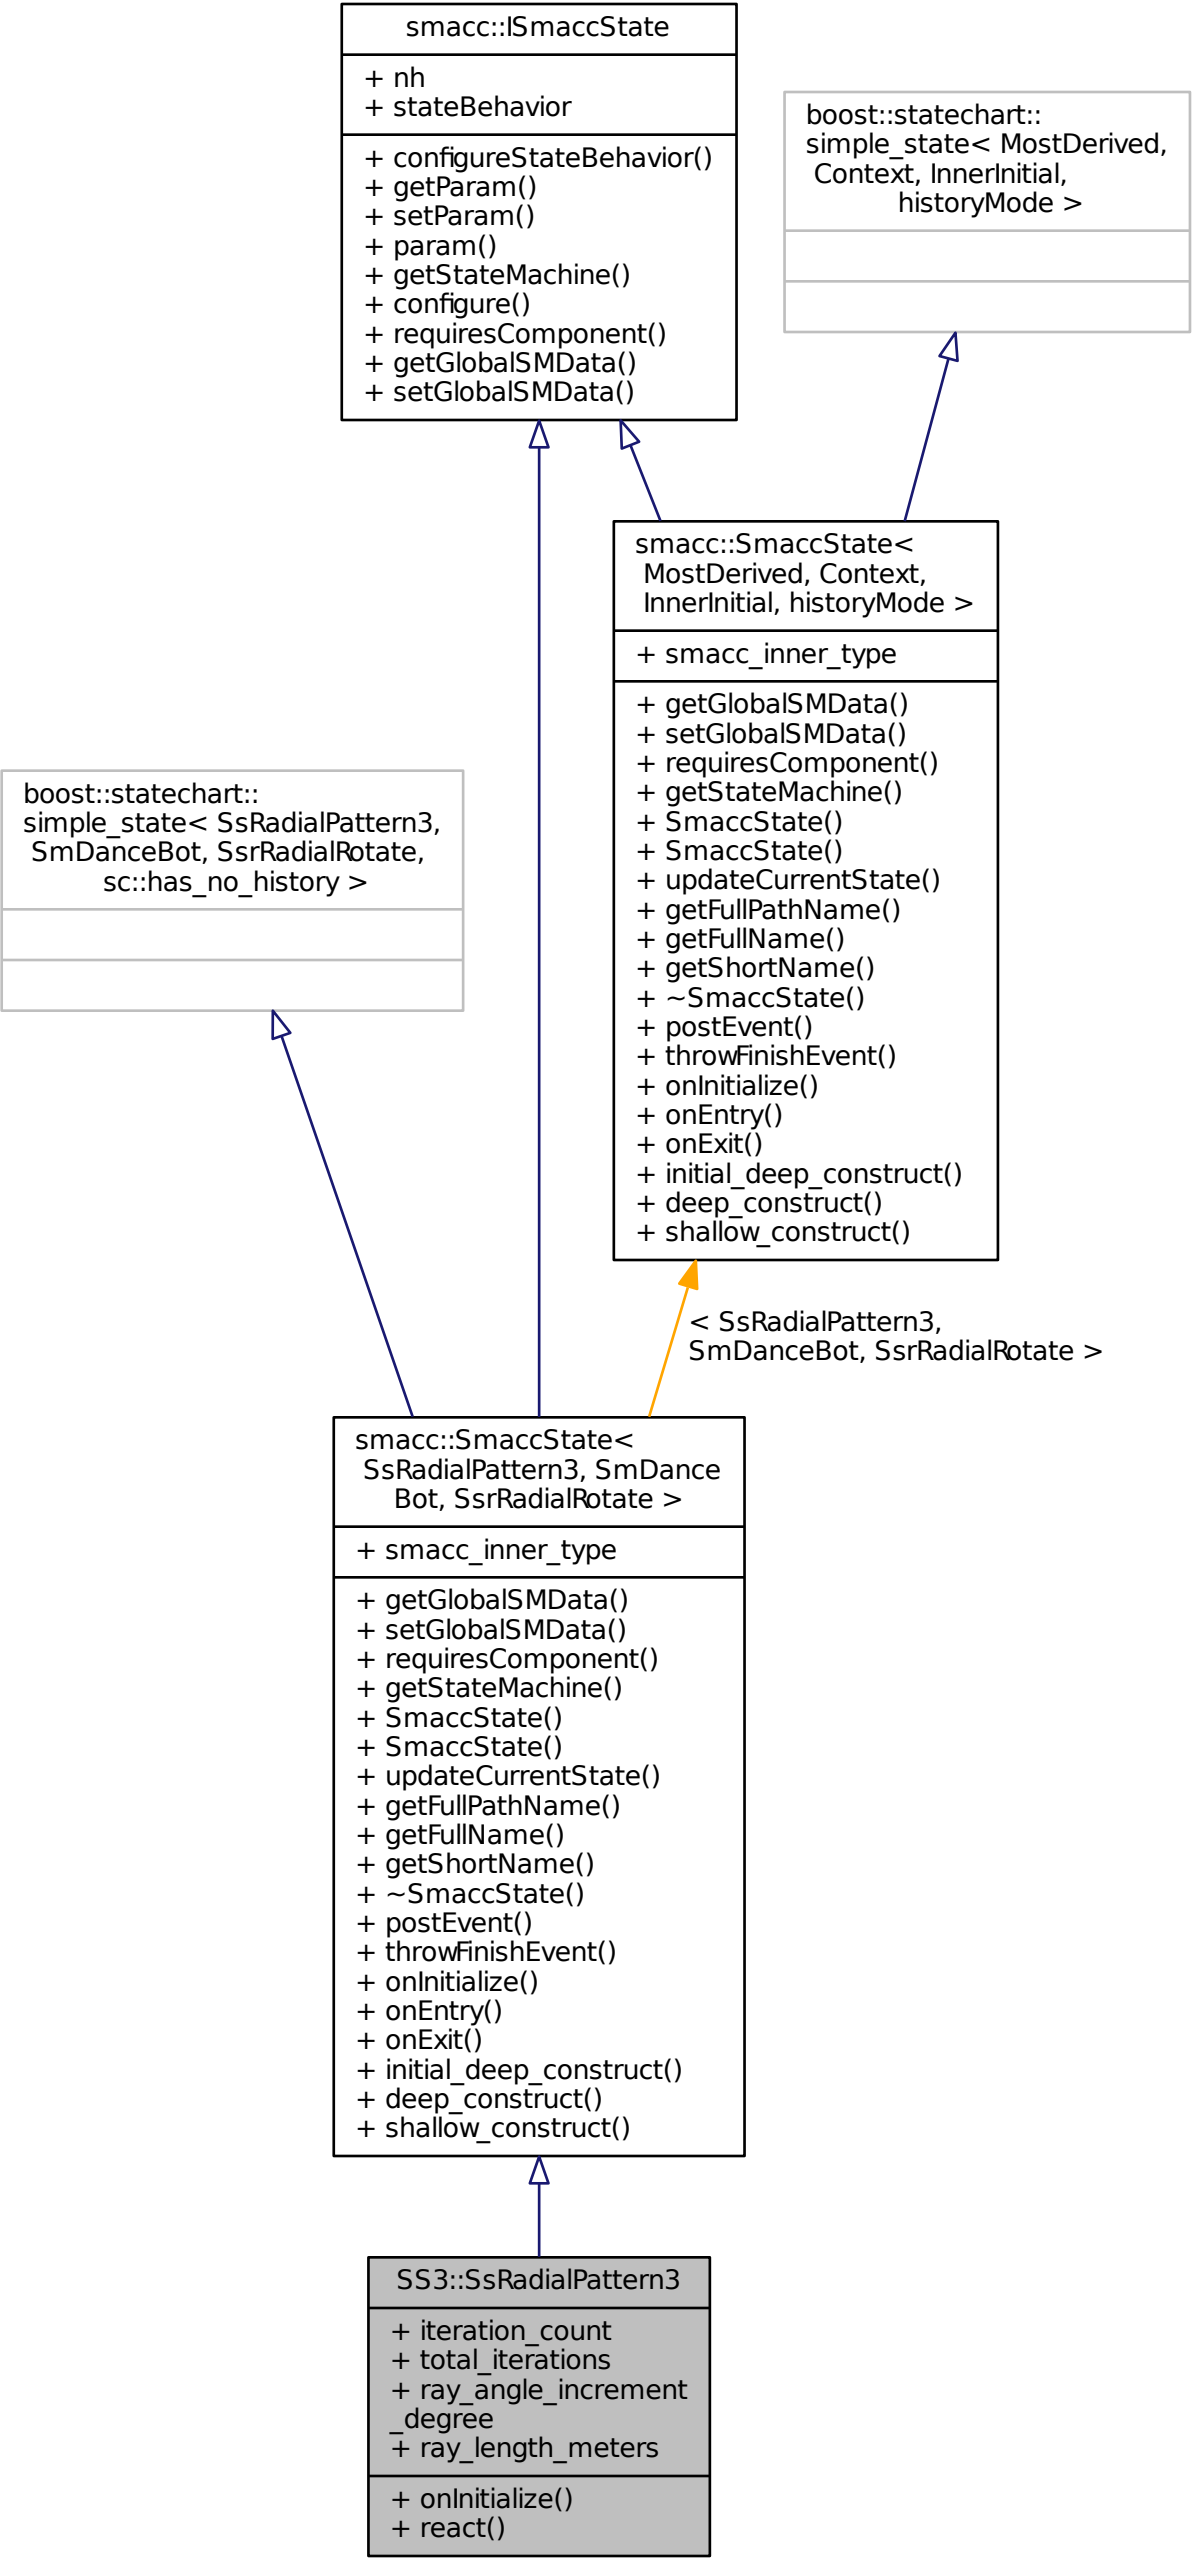 smacc::ISmaccState
+ nh
+ stateBehavior
+ configureStateBehavior()
+ getParam()
+ setParam()
+ param()
+ getStateMachine()
+ configure()
+ requiresComponent()
+ getGlobalSMData()
+ setGlobalSMData()
boost::statechart::
simple_state< MostDerived,
Context, InnerInitial,
historyMode >
smacc::SmaccState<
MostDerived, Context,
InnerInitial, historyMode >
+ smacc_inner_type
+ getGlobalSMData()
+ setGlobalSMData()
+ requiresComponent()
+ getStateMachine()
+ SmaccState()
+ SmaccState()
+ updateCurrentState()
+ getFullPathName()
+ getFullName()
+ getShortName()
+ ~SmaccState()
+ postEvent()
+ throwFinishEvent()
+ onInitialize()
+ onEntry()
+ onExit()
+ initial_deep_construct()
+ deep_construct()
+ shallow_construct()
boost::statechart::
simple_state< SsRadialPattern3,
SmDanceBot, SsrRadialRotate,
sc::has_no_history >
< SsRadialPattern3,
SmDanceBot, SsrRadialRotate >
smacc::SmaccState<
SsRadialPattern3, SmDance
Bot, SsrRadialRotate >
+ smacc_inner_type
+ getGlobalSMData()
+ setGlobalSMData()
+ requiresComponent()
+ getStateMachine()
+ SmaccState()
+ SmaccState()
+ updateCurrentState()
+ getFullPathName()
+ getFullName()
+ getShortName()
+ ~SmaccState()
+ postEvent()
+ throwFinishEvent()
+ onInitialize()
+ onEntry()
+ onExit()
+ initial_deep_construct()
+ deep_construct()
+ shallow_construct()
SS3::SsRadialPattern3
+ iteration_count
+ total_iterations
+ ray_angle_increment
_degree
+ ray_length_meters
+ onInitialize()
+ react()